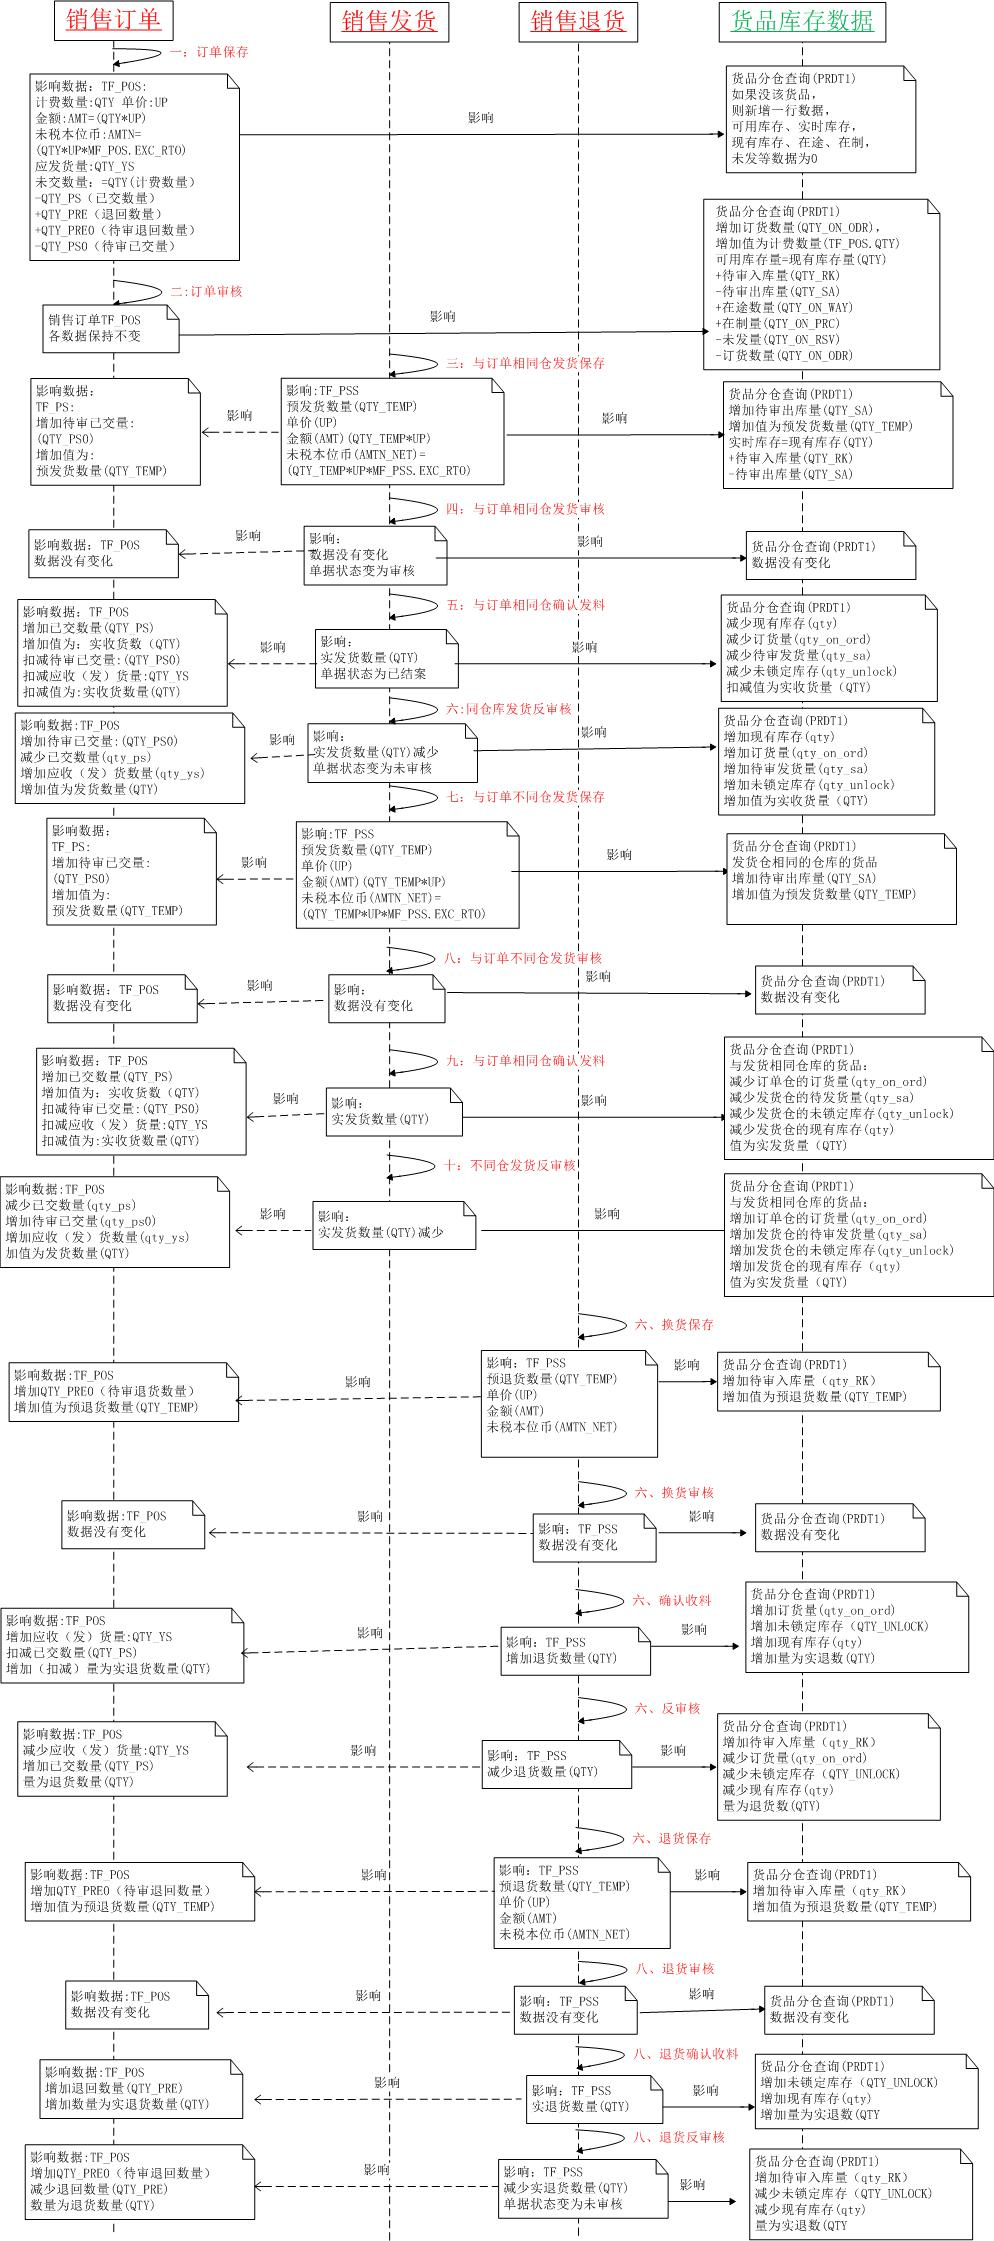 销售订单
销售发货
销售退货
货品库存数据
一：订单保存
影响数据：TF_POS:
计费数量:QTY 单价:UP
金额:AMT=(QTY*UP)
未税本位币:AMTN=
(QTY*UP*MF_POS.EXC_RTO)
应发货量:QTY_YS
未交数量：=QTY(计费数量)
-QTY_PS（已交数量）
+QTY_PRE（退回数量）
+QTY_PRE0（待审退回数量）
-QTY_PS0（待审已交量）
影响
货品分仓查询(PRDT1)
如果没该货品，
则新增一行数据，
可用库存、实时库存，
现有库存、在途、在制，
未发等数据为0
二:订单审核
销售订单TF_POS
各数据保持不变
影响
货品分仓查询(PRDT1)
增加订货数量(QTY_ON_ODR)，
增加值为计费数量(TF_POS.QTY)
可用库存量=现有库存量(QTY)
+待审入库量(QTY_RK)
-待审出库量(QTY_SA)
+在途数量(QTY_ON_WAY)
+在制量(QTY_ON_PRC)
-未发量(QTY_ON_RSV)
-订货数量(QTY_ON_ODR)
三：与订单相同仓发货保存
影响数据：
TF_PS:
增加待审已交量:
(QTY_PS0)
增加值为:
预发货数量(QTY_TEMP)
影响
影响:TF_PSS
预发货数量(QTY_TEMP)
单价(UP)
金额(AMT)(QTY_TEMP*UP)
未税本位币(AMTN_NET)=
(QTY_TEMP*UP*MF_PSS.EXC_RTO)
影响
货品分仓查询(PRDT1)
增加待审出库量(QTY_SA)
增加值为预发货数量(QTY_TEMP)
实时库存=现有库存(QTY)
+待审入库量(QTY_RK)
-待审出库量(QTY_SA)
四：与订单相同仓发货审核
影响数据：TF_POS
数据没有变化
影响
影响：
数据没有变化
单据状态变为审核
影响
货品分仓查询(PRDT1)
数据没有变化
五：与订单相同仓确认发料
影响数据：TF_POS
增加已交数量(QTY_PS)
增加值为：实收货数（QTY)
扣减待审已交量:(QTY_PS0)
扣减应收（发）货量:QTY_YS
扣减值为:实收货数量(QTY)
影响
影响：
实发货数量(QTY)
单据状态为已结案
影响
货品分仓查询(PRDT1)
减少现有库存(qty)
减少订货量(qty_on_ord)
减少待审发货量(qty_sa)
减少未锁定库存(qty_unlock)
扣减值为实收货量（QTY)
六:同仓库发货反审核
影响数据:TF_POS
增加待审已交量:(QTY_PS0)
减少已交数量(qty_ps)
增加应收（发）货数量(qty_ys)
增加值为发货数量(QTY)
影响
影响：
实发货数量(QTY)减少
单据状态变为未审核
影响
货品分仓查询(PRDT1)
增加现有库存(qty)
增加订货量(qty_on_ord)
增加待审发货量(qty_sa)
增加未锁定库存(qty_unlock)
增加值为实收货量（QTY)
七：与订单不同仓发货保存
影响数据：
TF_PS:
增加待审已交量:
(QTY_PS0)
增加值为:
预发货数量(QTY_TEMP)
影响
影响:TF_PSS
预发货数量(QTY_TEMP)
单价(UP)
金额(AMT)(QTY_TEMP*UP)
未税本位币(AMTN_NET)=
(QTY_TEMP*UP*MF_PSS.EXC_RTO)
影响
货品分仓查询(PRDT1)
发货仓相同的仓库的货品
增加待审出库量(QTY_SA)
增加值为预发货数量(QTY_TEMP)
八：与订单不同仓发货审核
影响数据：TF_POS
数据没有变化
影响
影响：
数据没有变化
影响
货品分仓查询(PRDT1)
数据没有变化
九：与订单相同仓确认发料
影响数据：TF_POS
增加已交数量(QTY_PS)
增加值为：实收货数（QTY)
扣减待审已交量:(QTY_PS0)
扣减应收（发）货量:QTY_YS
扣减值为:实收货数量(QTY)
影响
影响：
实发货数量(QTY)
影响
货品分仓查询(PRDT1)
与发货相同仓库的货品：
减少订单仓的订货量(qty_on_ord)
减少发货仓的待发货量(qty_sa)
减少发货仓的未锁定库存(qty_unlock)
减少发货仓的现有库存(qty)
值为实发货量（QTY)
十：不同仓发货反审核
影响数据:TF_POS
减少已交数量(qty_ps)
增加待审已交量(qty_ps0)
增加应收（发）货数量(qty_ys)
加值为发货数量(QTY)
影响
影响：
实发货数量(QTY)减少
影响
货品分仓查询(PRDT1)
与发货相同仓库的货品：
增加订单仓的订货量(qty_on_ord)
增加发货仓的待审发货量(qty_sa)
增加发货仓的未锁定库存(qty_unlock)
增加发货仓的现有库存（qty)
值为实发货量（QTY)
六、换货保存
影响数据:TF_POS
增加QTY_PRE0（待审退货数量）
增加值为预退货数量(QTY_TEMP)
影响
影响：TF_PSS
预退货数量(QTY_TEMP)
单价(UP)
金额(AMT)
未税本位币(AMTN_NET)
影响
货品分仓查询(PRDT1)
增加待审入库量（qty_RK）
增加值为预退货数量(QTY_TEMP)
六、换货审核
影响数据:TF_POS
数据没有变化
影响
影响：TF_PSS
数据没有变化
影响
货品分仓查询(PRDT1)
数据没有变化
六、确认收料
影响数据:TF_POS
增加应收（发）货量:QTY_YS
扣减已交数量(QTY_PS)
增加（扣减）量为实退货数量(QTY)
影响
影响：TF_PSS
增加退货数量(QTY)
影响
货品分仓查询(PRDT1)
增加订货量(qty_on_ord)
增加未锁定库存（QTY_UNLOCK)
增加现有库存(qty)
增加量为实退数(QTY)
六、反审核
影响数据:TF_POS
减少应收（发）货量:QTY_YS
增加已交数量(QTY_PS)
量为退货数量(QTY)
影响
影响：TF_PSS
减少退货数量(QTY)
影响
货品分仓查询(PRDT1)
增加待审入库量（qty_RK）
减少订货量(qty_on_ord)
减少未锁定库存（QTY_UNLOCK)
减少现有库存(qty)
量为退货数(QTY)
六、退货保存
影响数据:TF_POS
增加QTY_PRE0（待审退回数量）
增加值为预退货数量(QTY_TEMP)
影响
影响：TF_PSS
预退货数量(QTY_TEMP)
单价(UP)
金额(AMT)
未税本位币(AMTN_NET)
影响
货品分仓查询(PRDT1)
增加待审入库量（qty_RK）
增加值为预退货数量(QTY_TEMP)
八、退货审核
影响数据:TF_POS
数据没有变化
影响
影响：TF_PSS
数据没有变化
影响
货品分仓查询(PRDT1)
数据没有变化
八、退货确认收料
影响数据:TF_POS
增加退回数量(QTY_PRE)
增加数量为实退货数量(QTY)
影响
影响：TF_PSS
实退货数量(QTY)
影响
货品分仓查询(PRDT1)
增加未锁定库存（QTY_UNLOCK)
增加现有库存(qty)
增加量为实退数(QTY
八、退货反审核
影响数据:TF_POS
增加QTY_PRE0（待审退回数量）
减少退回数量(QTY_PRE)
数量为退货数量(QTY)
影响
影响：TF_PSS
减少实退货数量(QTY)
单据状态变为未审核
影响
货品分仓查询(PRDT1)
增加待审入库量（qty_RK）
减少未锁定库存（QTY_UNLOCK)
减少现有库存(qty)
量为实退数(QTY